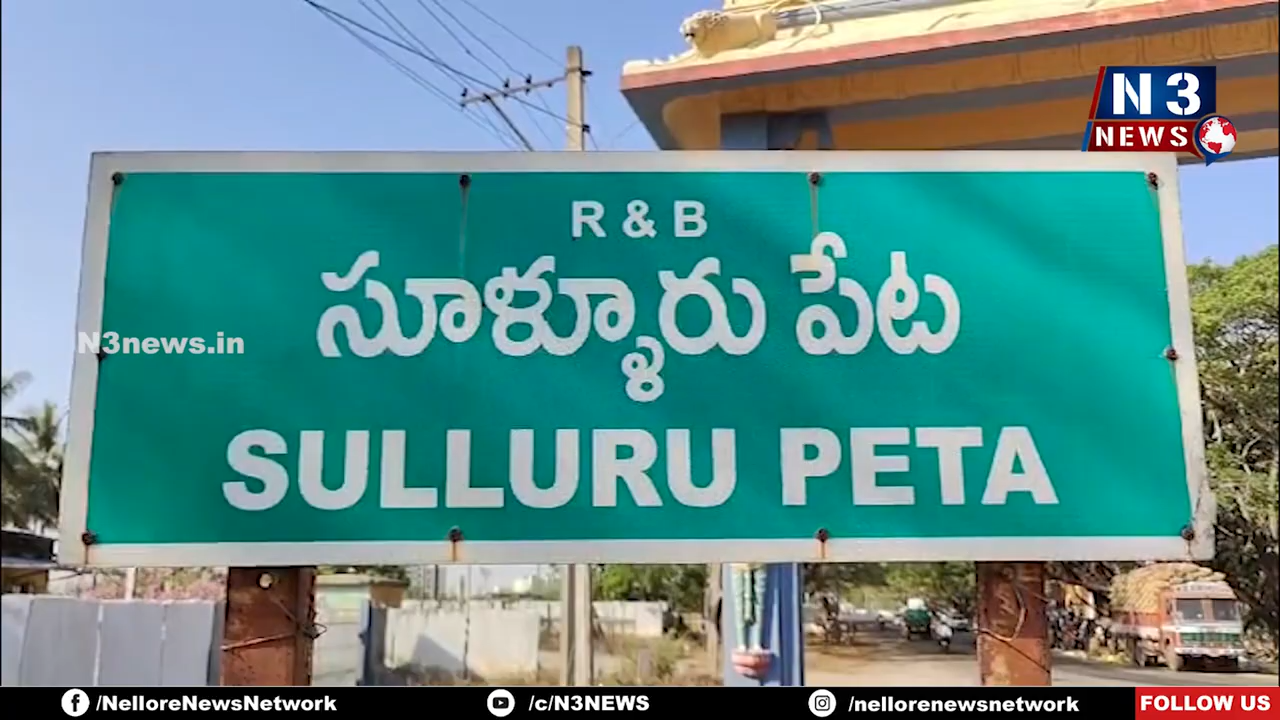 N3
NEWS
R & B
సూళ్ళూరు పేట
N3news.in
SULLURU PETA
/NelloreNewsNetwork
/c/N3NEWS
/nellorenewsnetwork
FOLLOW US